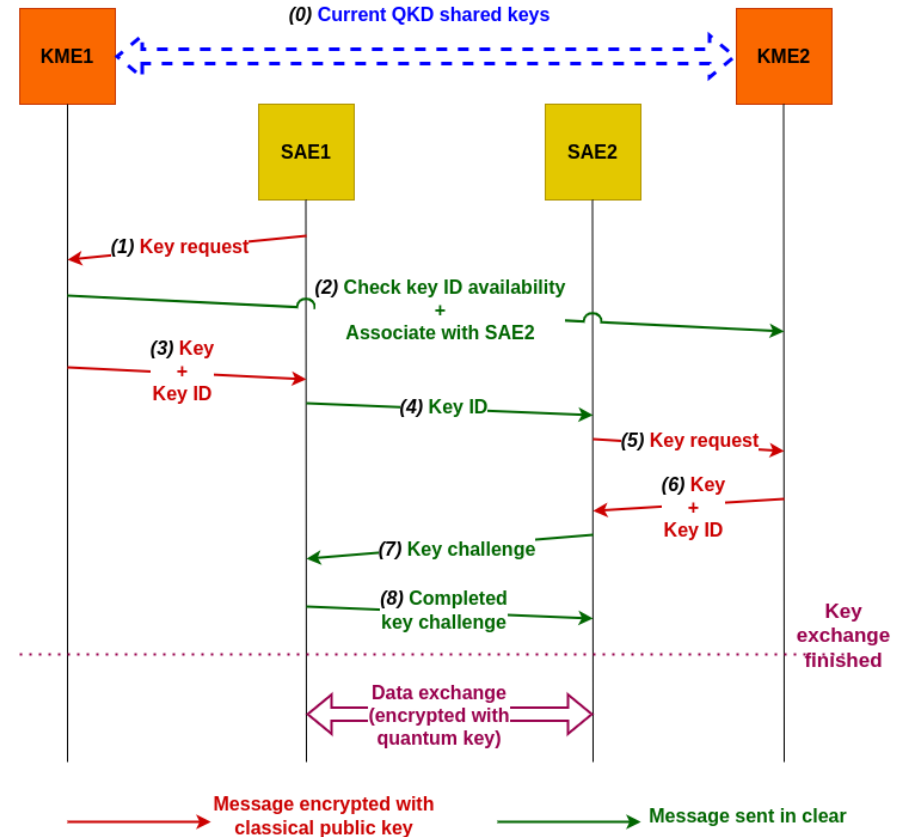 (0) Current QKD shared keys
KME1
KME2
SAE1
SAE2
(1) Key request
(2) Check key ID availability
+
Associate with SAE2
(3) Key
+
Key ID
(4) Key ID
(5) Key request
(6) Key
+
Key ID
(7) Key challenge
(8) Completed
key challenge
Key
exchange
finished
Data exchange
(encrypted with
quantum key)
Message encrypted with
classical public key
Message sent in clear